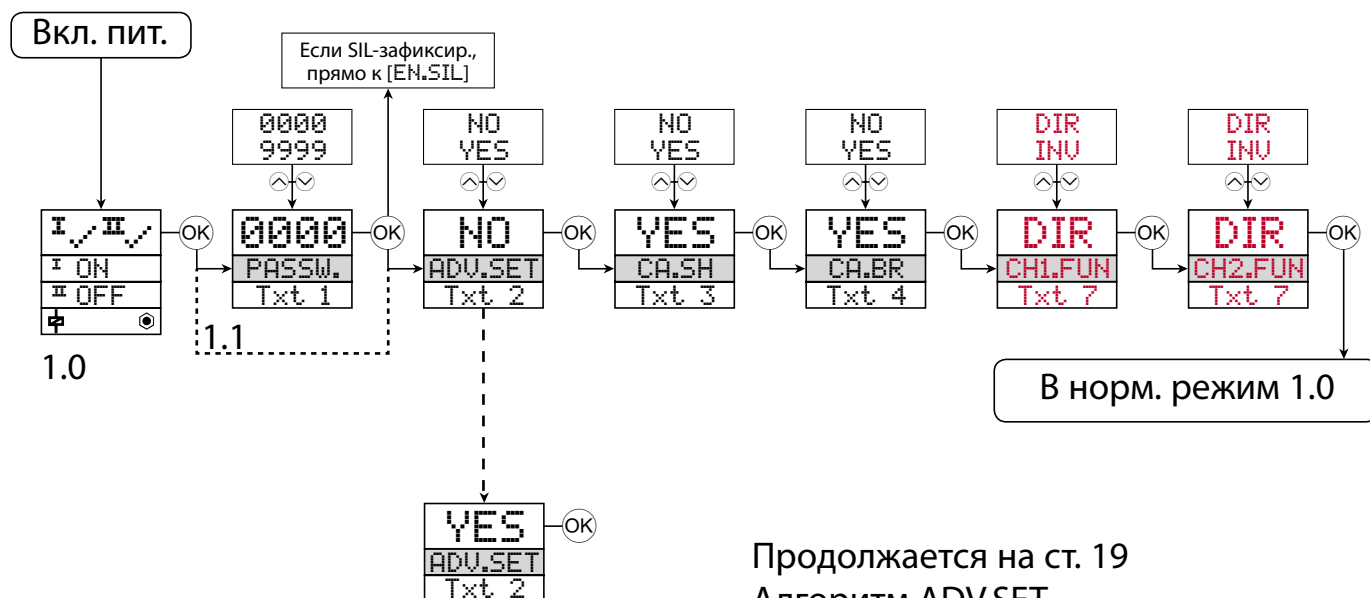 Вкл. пит.
Если SIL-зафиксир.,
прямо к [EN.SIL]
0000
9999
NO
YES
NO
YES
NO
YES
DIR
INV
DIR
INV
I II
I ON
II OFF
OK
0000
PASSW.
Txt 1
OK
NO
ADV.SET
Txt 2
OK
YES
CA.SH
Txt 3
OK
YES
CA.BR
Txt 4
OK
DIR
CH1.FUN
Txt 7
OK
DIR
CH2.FUN
Txt 7
OK
1.1
1.0
В норм. режим 1.0
YES
ADV.SET
Txt 2
OK
Продолжается на ст. 19
Алгоритм ADV.SET